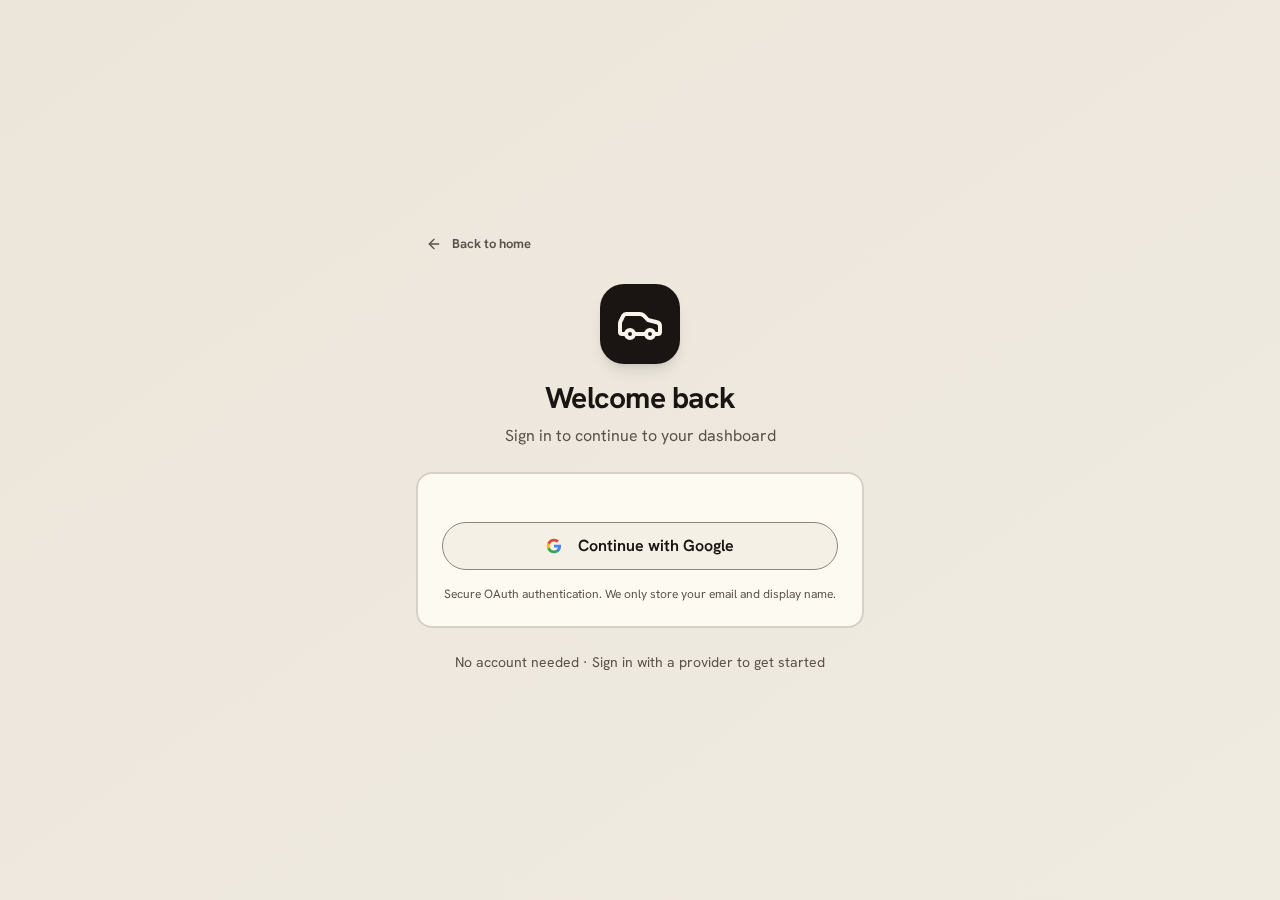 Back to home
Welcome back
Sign in to continue to your dashboard
Continue with Google
Secure OAuth authentication. We only store your email and display name.
No account needed · Sign in with a provider to get started